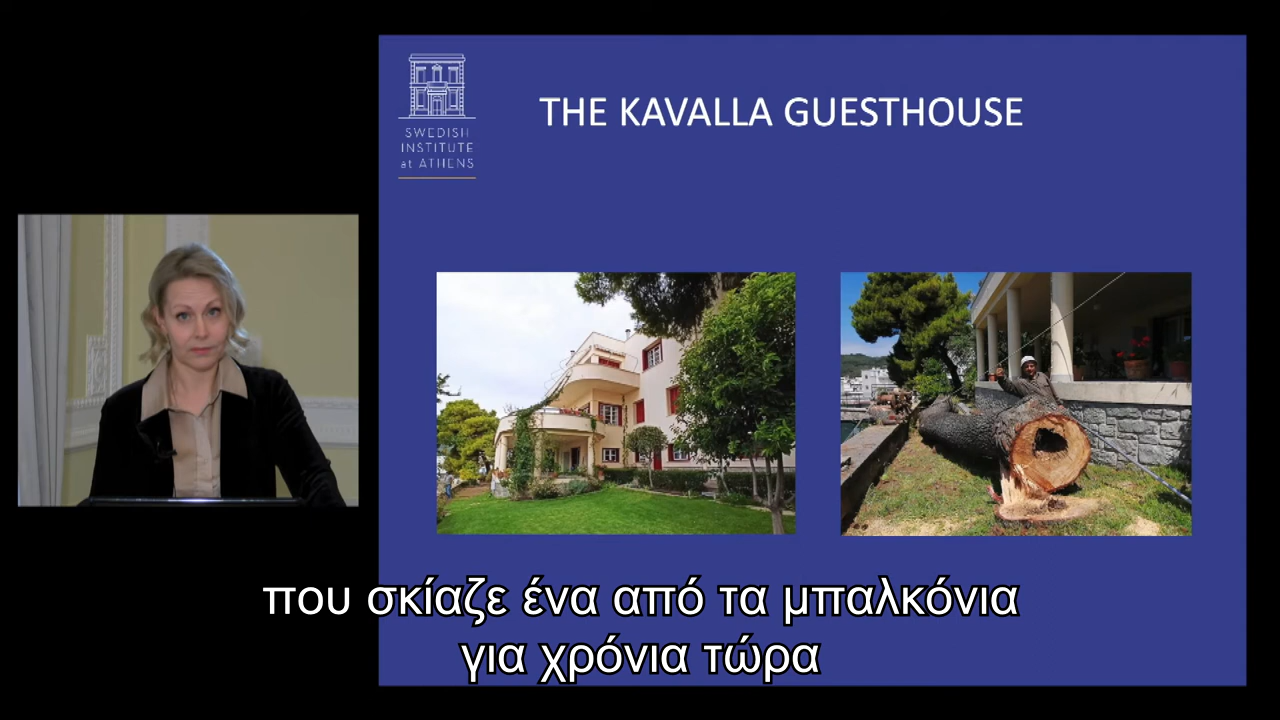 SWEDISH
INSTITUTE
at ATHENS
THE KAVALLA GUESTHOUSE
που σκίαζε ένα από τα μπαλκόνια
για χρόνια τώρα